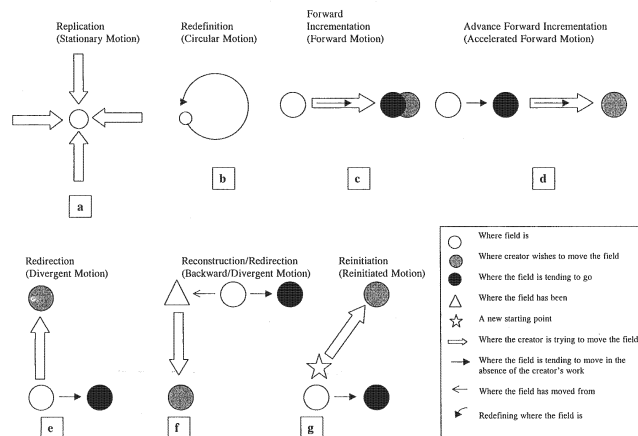 Replication
(Stationary Motion)
a
Redefinition
(Circular Motion)
b
Forward
Incrementation
(Forward Motion)
c
Advance Forward Incrementation
(Accelerated Forward Motion)
d
Redirection
(Divergent Motion)
e
Reconstruction/Redirection
(Backward/Divergent Motion)
f
Reinitiation
(Reinitiated Motion)
g
Where field is
Where creator wishes to move the field
Where the field is tending to go
Where the field has been
A new starting point
Where the creator is trying to move the field
Where the field is tending to move in the
absence of the creator's work
Where the field has moved from
Redefining where the field is